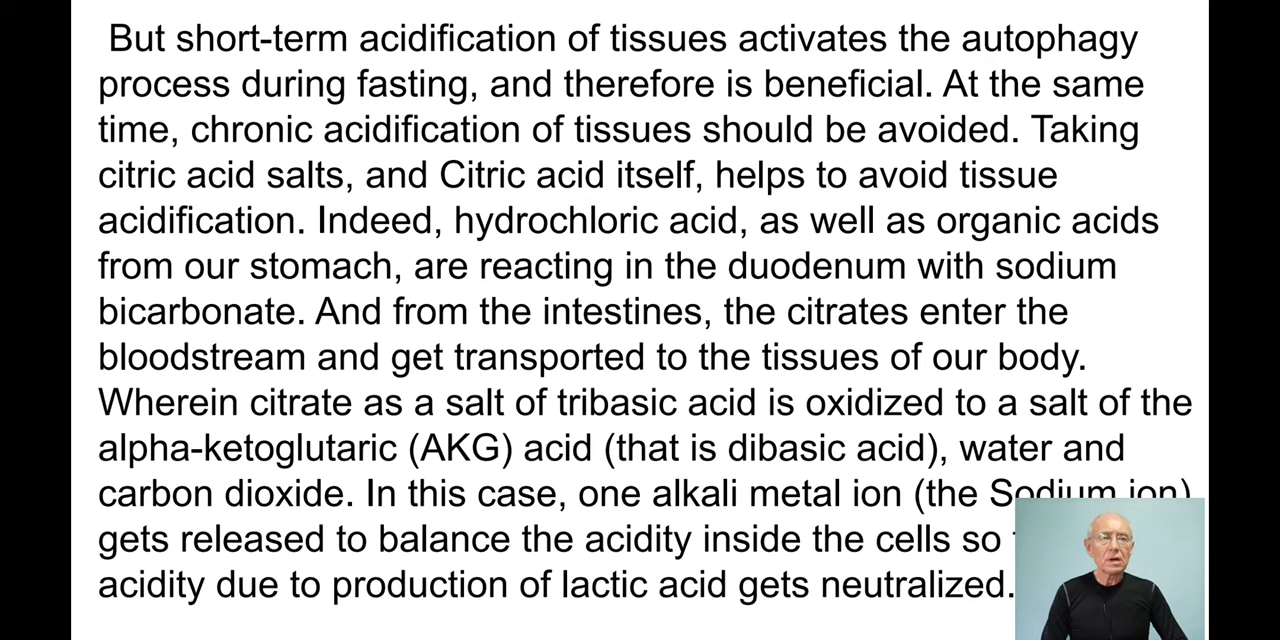 But short-term acidification of tissues activates the autophagy
process during fasting, and therefore is beneficial. At the same
time, chronic acidification of tissues should be avoided. Taking
citric acid salts, and Citric acid itself, helps to avoid tissue
acidification. Indeed, hydrochloric acid, as well as organic acids
from our stomach, are reacting in the duodenum with sodium
bicarbonate. And from the intestines, the citrates enter the
bloodstream and get transported to the tissues of our body.
Wherein citrate as a salt of tribasic acid is oxidized to a salt of the
alpha-ketoglutaric (AKG) acid (that is dibasic acid), water and
carbon dioxide. In this case, one alkali metal ion (the Sodium ion)
gets released to balance the acidity inside the cells so
acidity due to production of lactic acid gets neutralized.